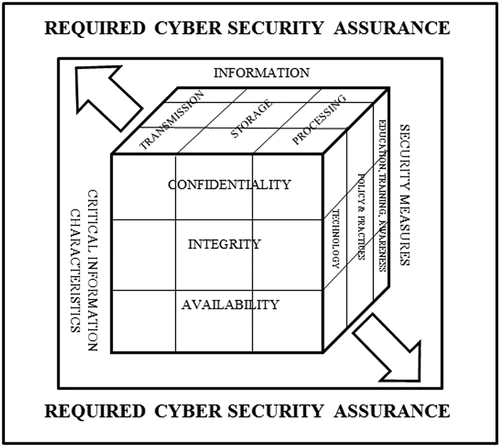 REQUIRED CYBER SECURITY ASSURANCE
INFORMATION
TRANSMISSION
STORAGE
PROCESSING
CRITICAL INFORMATION
CHARACTERISTICS
CONFIDENTIALITY
INTEGRITY
AVAILABILITY
TECHNOLOGY
POLICY & PRACTICES
EDUCATION, TRAINING, AWARENESS
SECURITY MEASURES
REQUIRED CYBER SECURITY ASSURANCE